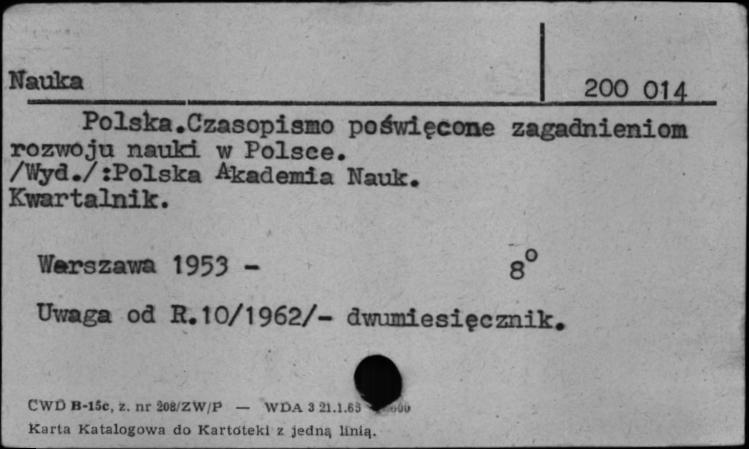 Nauka
200 014
Polska.Czasopismo poświęcone zagadnieniom
rozwoju nauki w Polsce.
/Wyd./:Polska Akademia Nauk.
Kwartalnik.
Warszawa 1953 -
8°
Uwaga od R.10/1962/- dwumiesięcznik.
CWD B-15c, z. nr 208/ZW/P — WDA 3 21.1.63
Karta Katalogowa do Kartoteki z jedną linią.